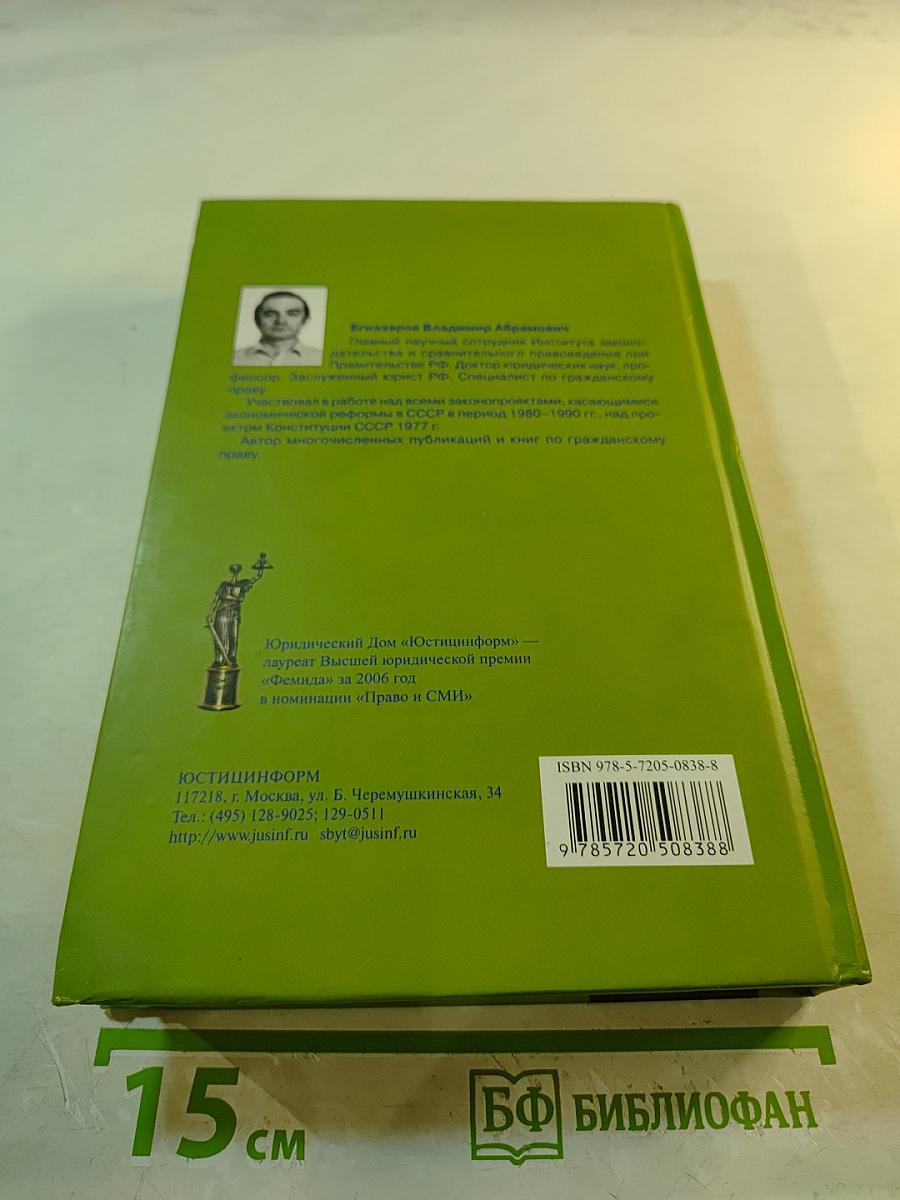 Егиазаров Владимир Абрамович
Главный научный сотрудник Института законо-
дательства и сравнительного правоведения при
Правительстве РФ. Доктор юридических наук, про-
фессор. Заслуженный юрист РФ. Специалист по гражданскому
праву.
Участвовал в работе над всеми законопроектами, касающимися
экономической реформы в СССР в период 1980–1990 гг., над про-
ектом Конституции СССР 1977 г.
Автор многочисленных публикаций и книг по гражданскому
праву.
Юридический Дом «Юстицинформ» —
лауреат Высшей юридической премии
«Фемида» за 2006 год
в номинации «Право и СМИ»
ЮСТИЦИНФОРМ
117218, г. Москва, ул. Б. Черемушкинская, 34
Тел.: (495) 128-9025; 129-0511
http://www.jusinf.ru sbyt@jusinf.ru
ISBN 978-5-7205-0838-8
9 785720 508388
15 см
БФ БИБЛИОФАН